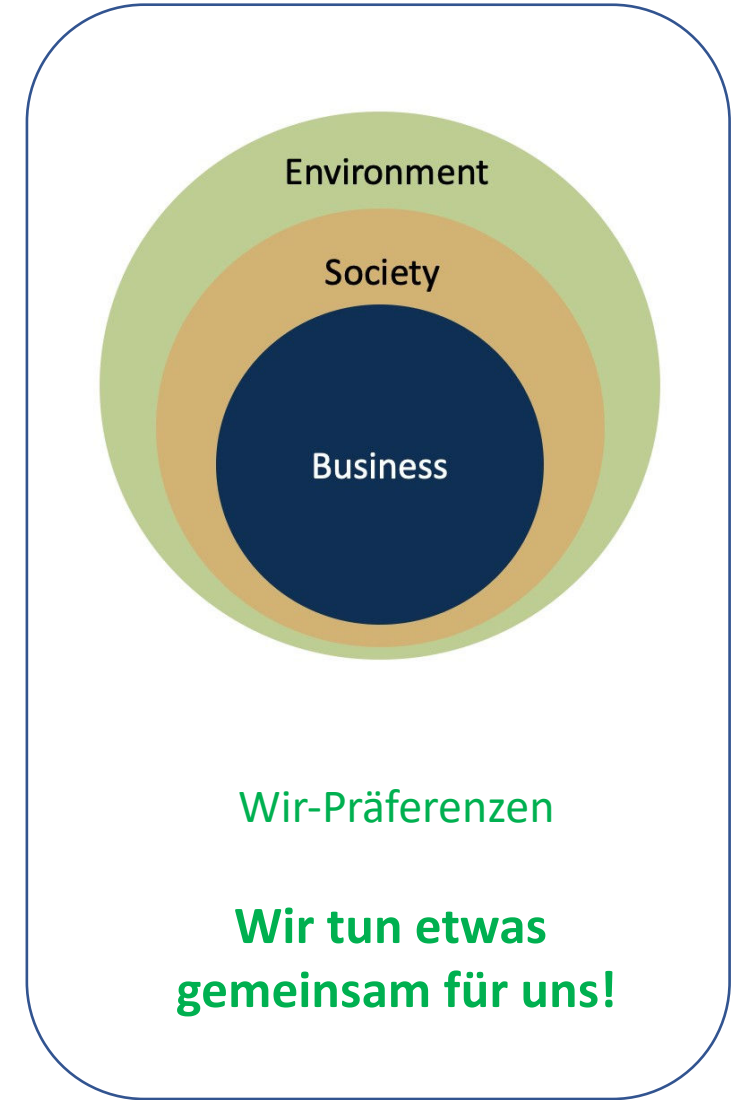 Environment
Society
Business
Wir-Präferenzen
Wir tun etwas
gemeinsam für uns!